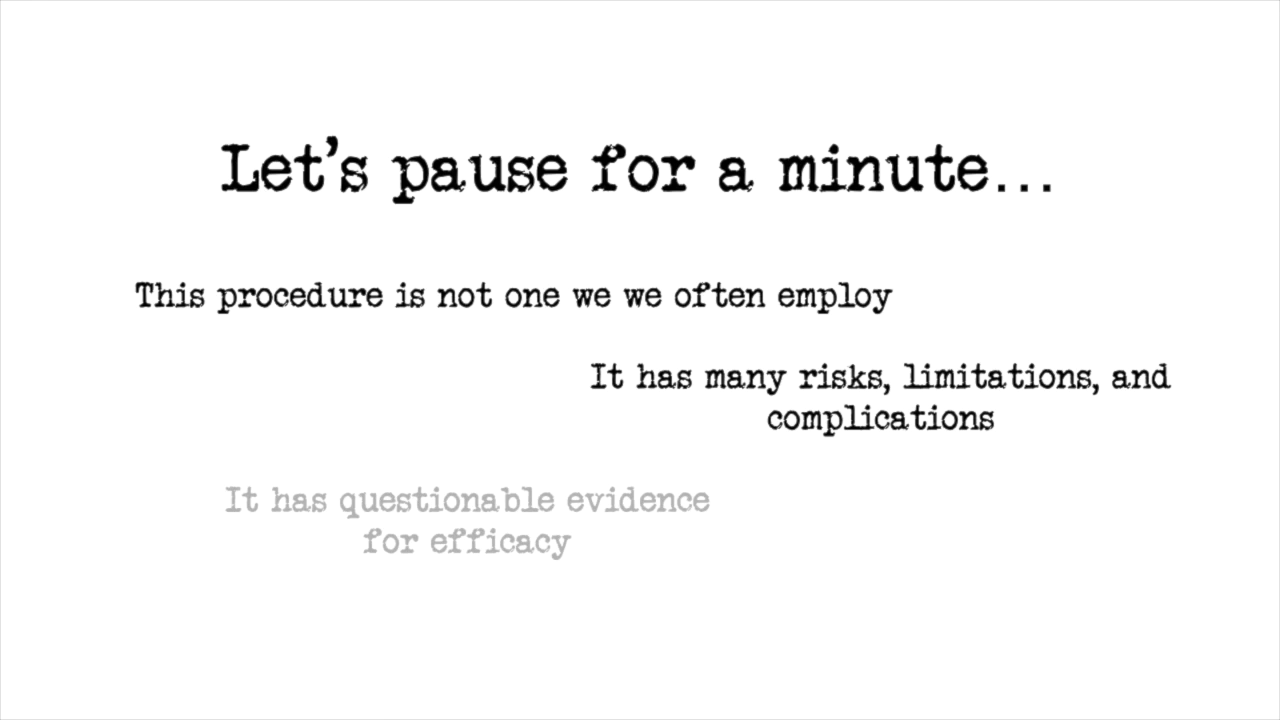 Let's pause for a minute...
This procedure is not one we we often employ
It has many risks, limitations, and
complications
It has questionable evidence
for efficacy